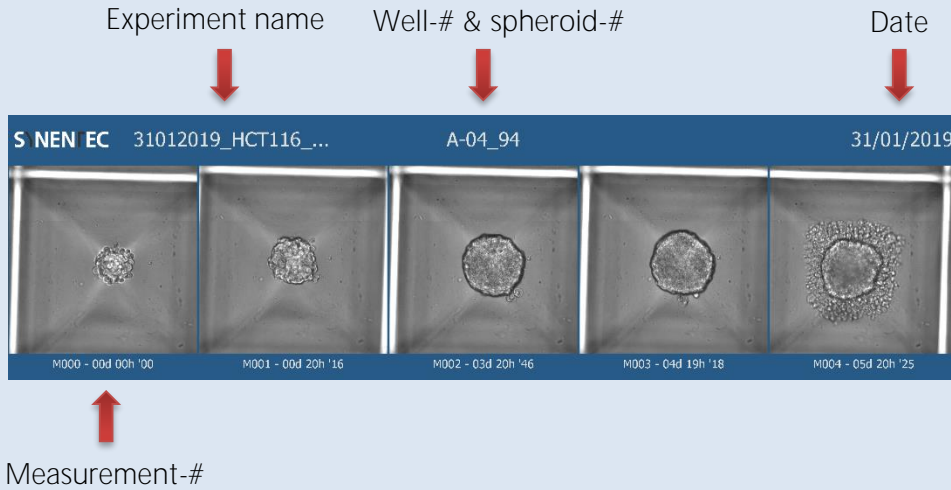 Experiment name
Well-# & spheroid-#
Date
SYNENTEC
31012019_HCT116_...
A-04_94
31/01/2019
M000 - 00d 00h '00
M001 - 00d 20h '16
M002 - 03d 20h '46
M003 - 04d 19h '18
M004 - 05d 20h '25
Measurement-#